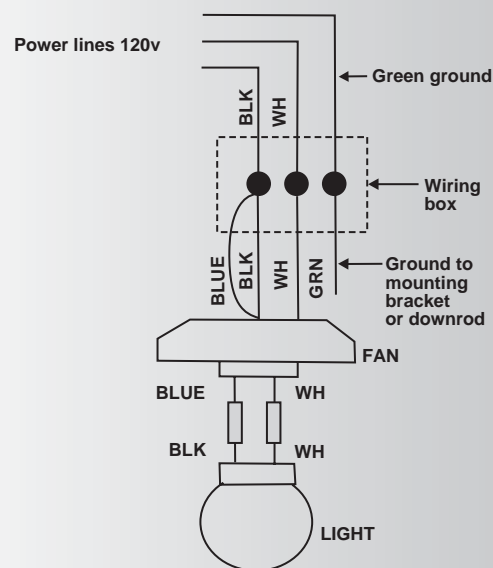 Power lines 120v
Green ground
BLK
WH
Wiring
box
BLUE
BLK
WH
GRN
Ground to
mounting
bracket
or downrod
FAN
BLUE
WH
BLK
WH
LIGHT